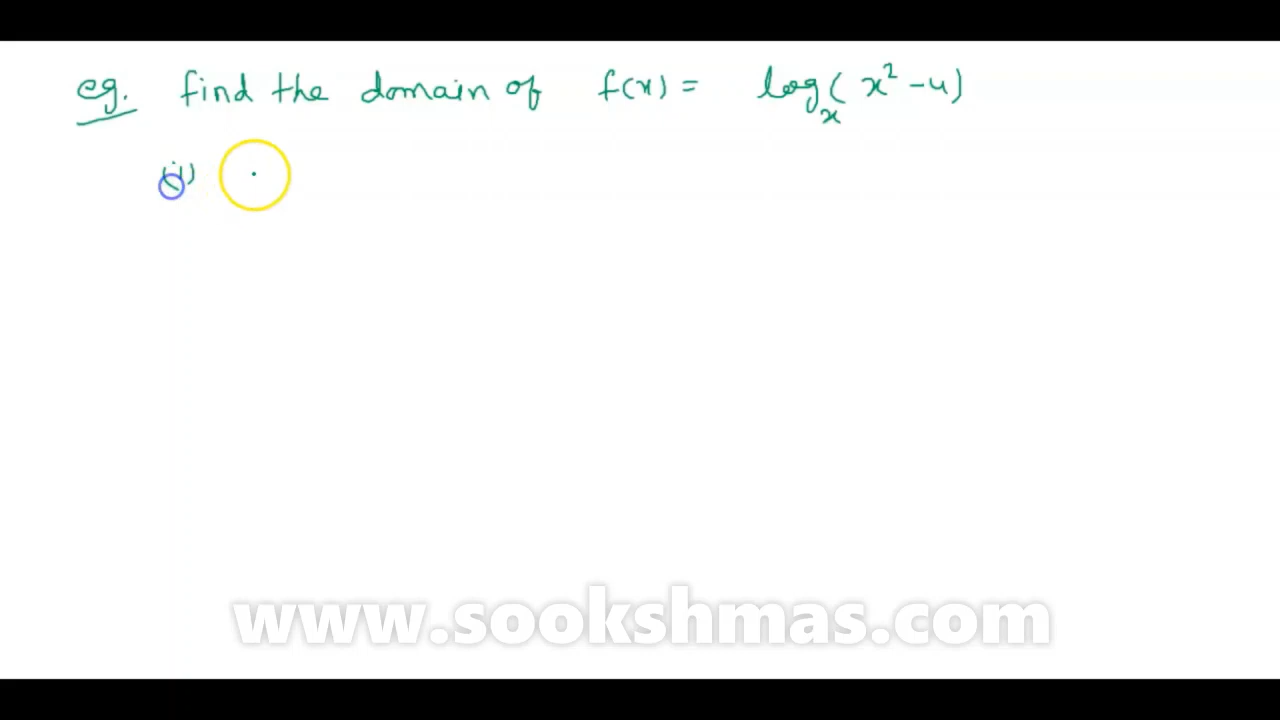 eg. find the domain of f(x) = log_x (x² -4)
(i)
www.sookshmas.com